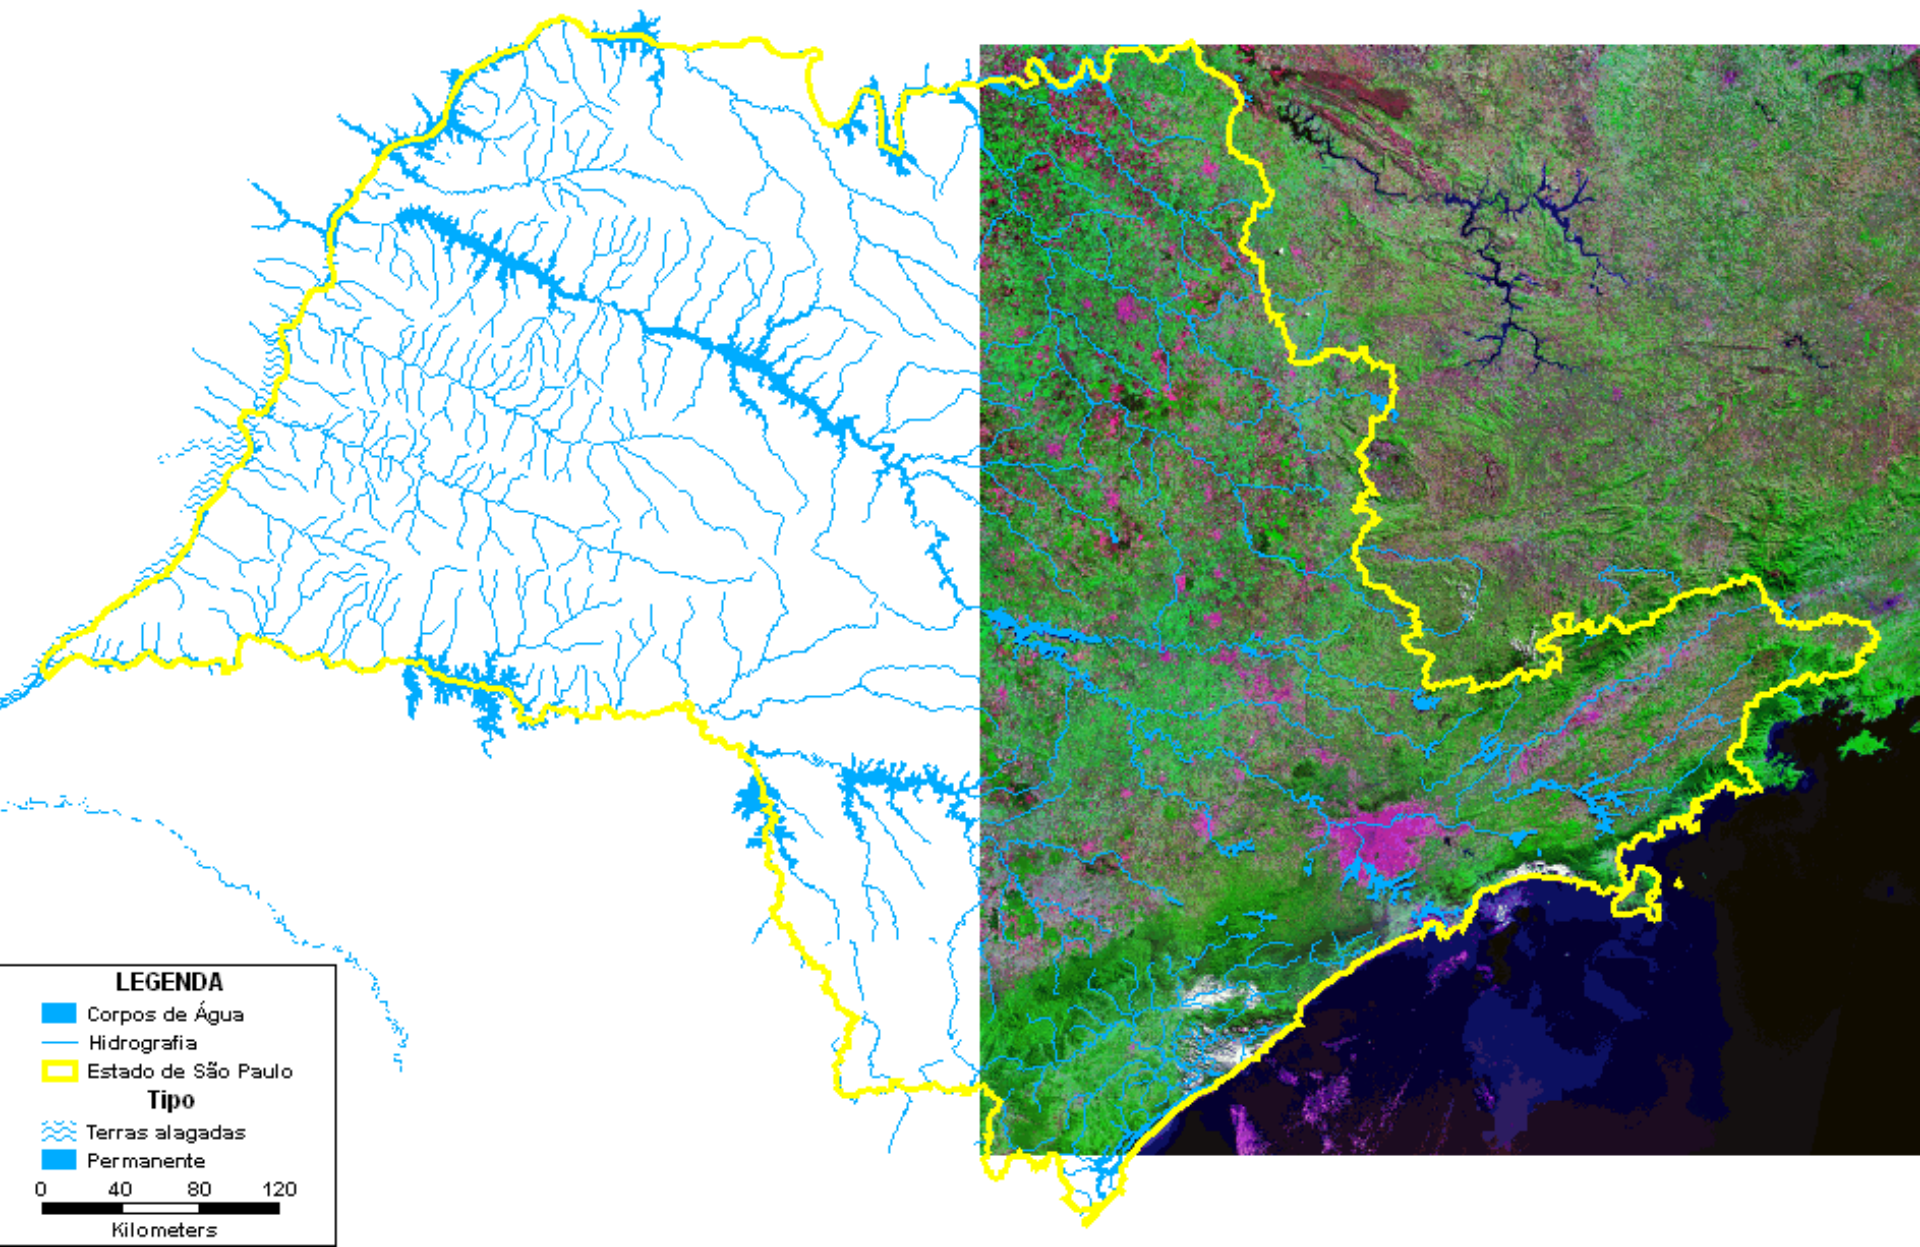 LEGENDA
Corpos de Água
Hidrografia
Estado de São Paulo
Tipo
Terras alagadas
Permanente
0 40 80 120
Kilometers